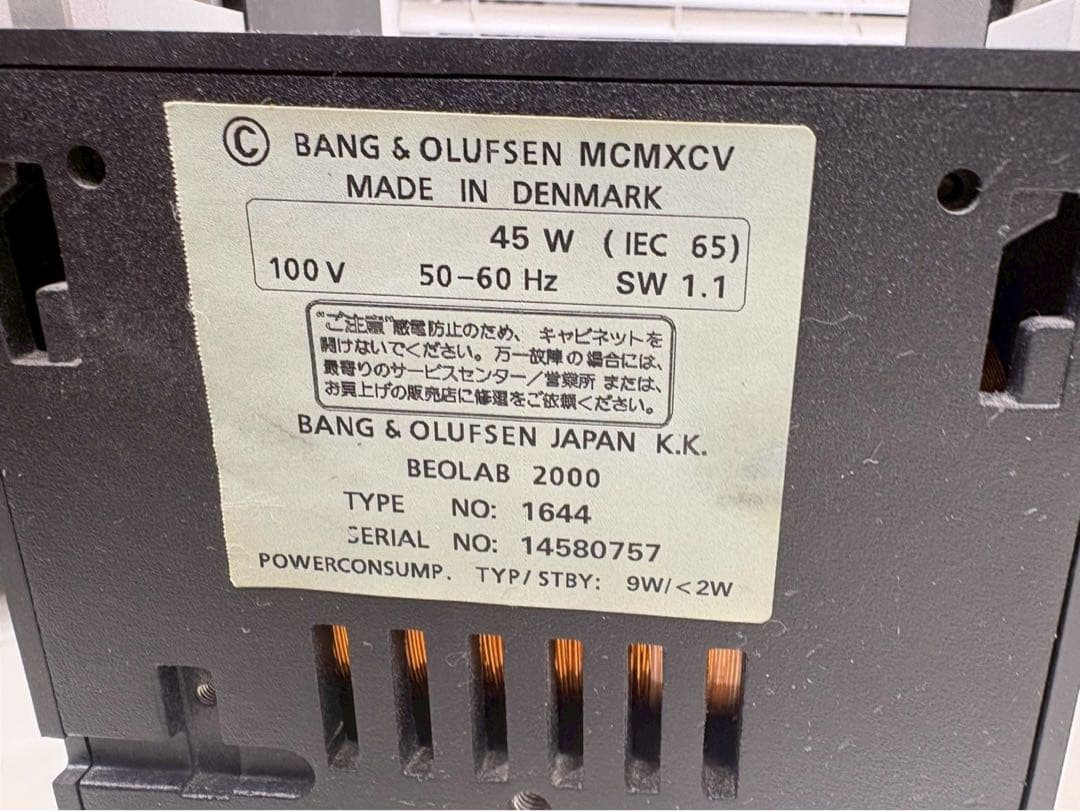 © BANG & OLUFSEN MCMXCV
MADE IN DENMARK
45 W ( IEC 65)
100 V 50-60 Hz SW 1.1
"ご注意"感電防止のため、キャビネットを
開けないでください。万一故障の場合には、
最寄りのサービスセンター/営業所 または、
お買上げの販売店に修理をご依頼ください。
BANG & OLUFSEN JAPAN K.K.
BEOLAB 2000
TYPE NO: 1644
SERIAL NO: 14580757
POWERCONSUMP. TYP/STBY: 9W/<2W